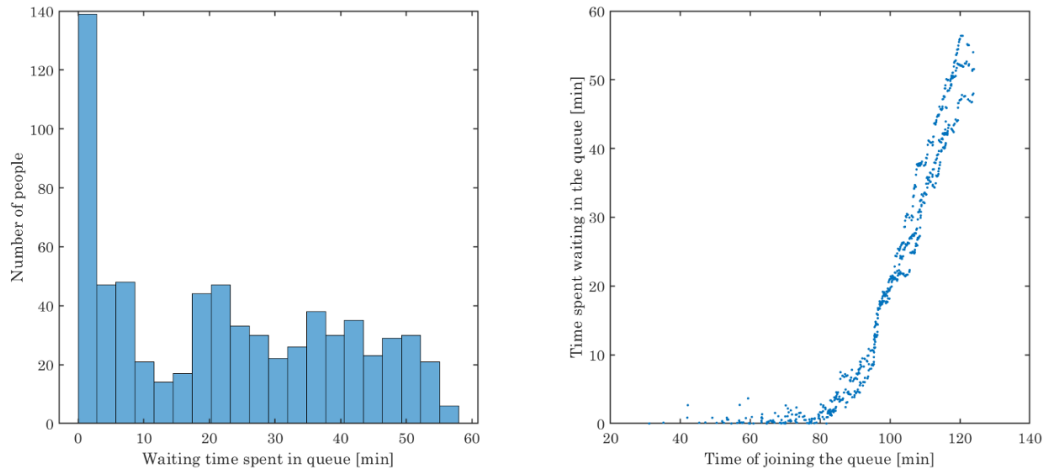 140
120
100
80
60
40
20
0
Number of people
0 10 20 30 40 50 60
Waiting time spent in queue [min]
60
50
40
30
20
10
0
Time spent waiting in the queue [min]
20 40 60 80 100 120 140
Time of joining the queue [min]